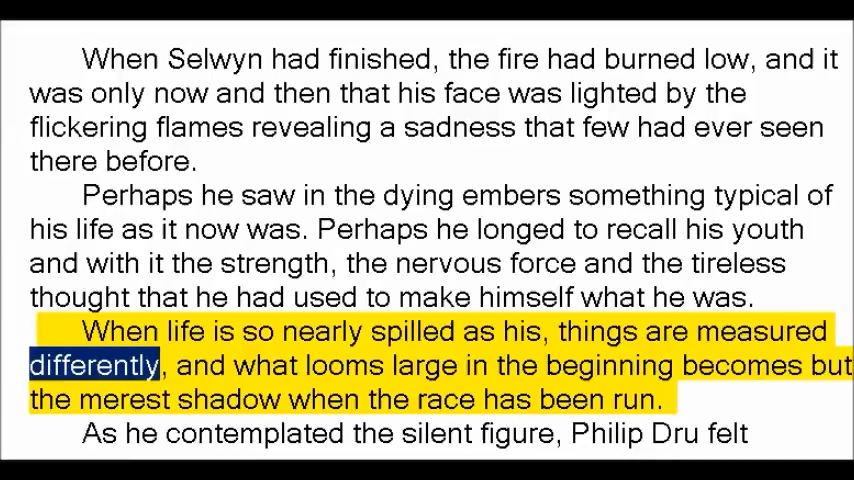 When Selwyn had finished, the fire had burned low, and it
was only now and then that his face was lighted by the
flickering flames revealing a sadness that few had ever seen
there before.
Perhaps he saw in the dying embers something typical of
his life as it now was. Perhaps he longed to recall his youth
and with it the strength, the nervous force and the tireless
thought that he had used to make himself what he was.
When life is so nearly spilled as his, things are measured
differently, and what looms large in the beginning becomes but
the merest shadow when the race has been run.
As he contemplated the silent figure, Philip Dru felt